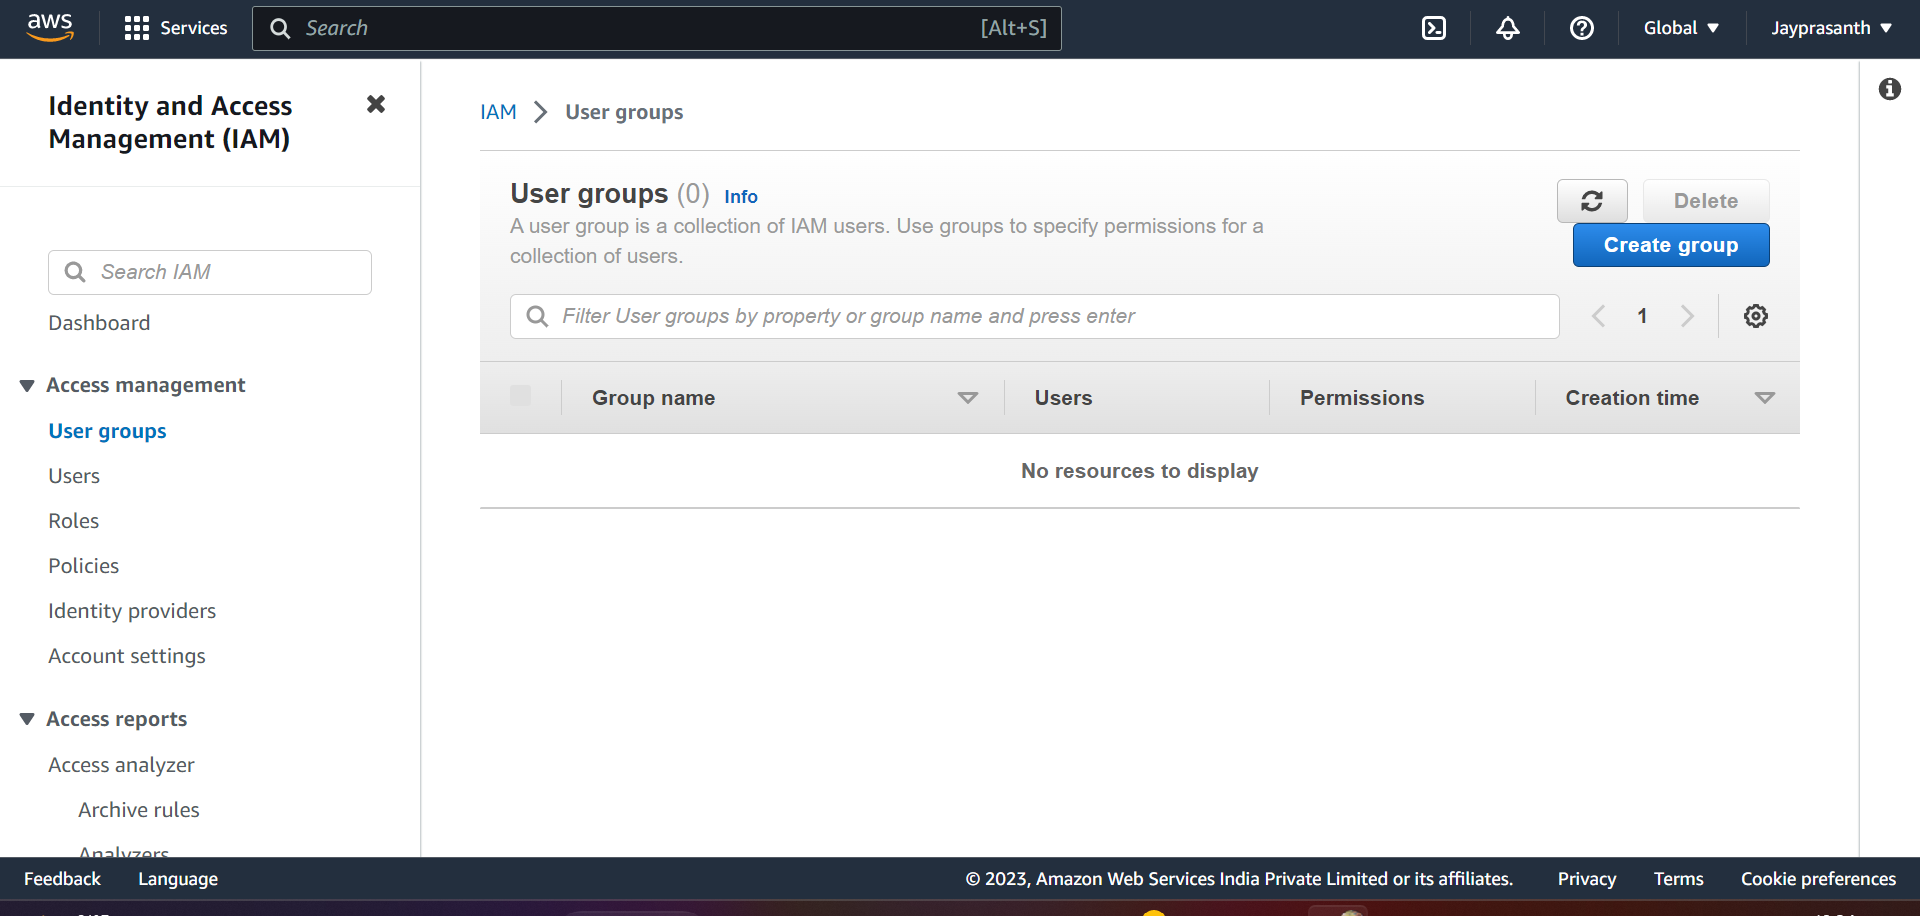 aws
Services
Search [Alt+S]
Global
Jayprasanth
Identity and Access
Management (IAM)
Search IAM
Dashboard
Access management
User groups
Users
Roles
Policies
Identity providers
Account settings
Access reports
Access analyzer
Archive rules
Analyzers
IAM > User groups
User groups (0) Info
A user group is a collection of IAM users. Use groups to specify permissions for a
collection of users.
Delete
Create group
Filter User groups by property or group name and press enter
1
Group name Users Permissions Creation time
No resources to display
Feedback Language © 2023, Amazon Web Services India Private Limited or its affiliates. Privacy Terms Cookie preferences